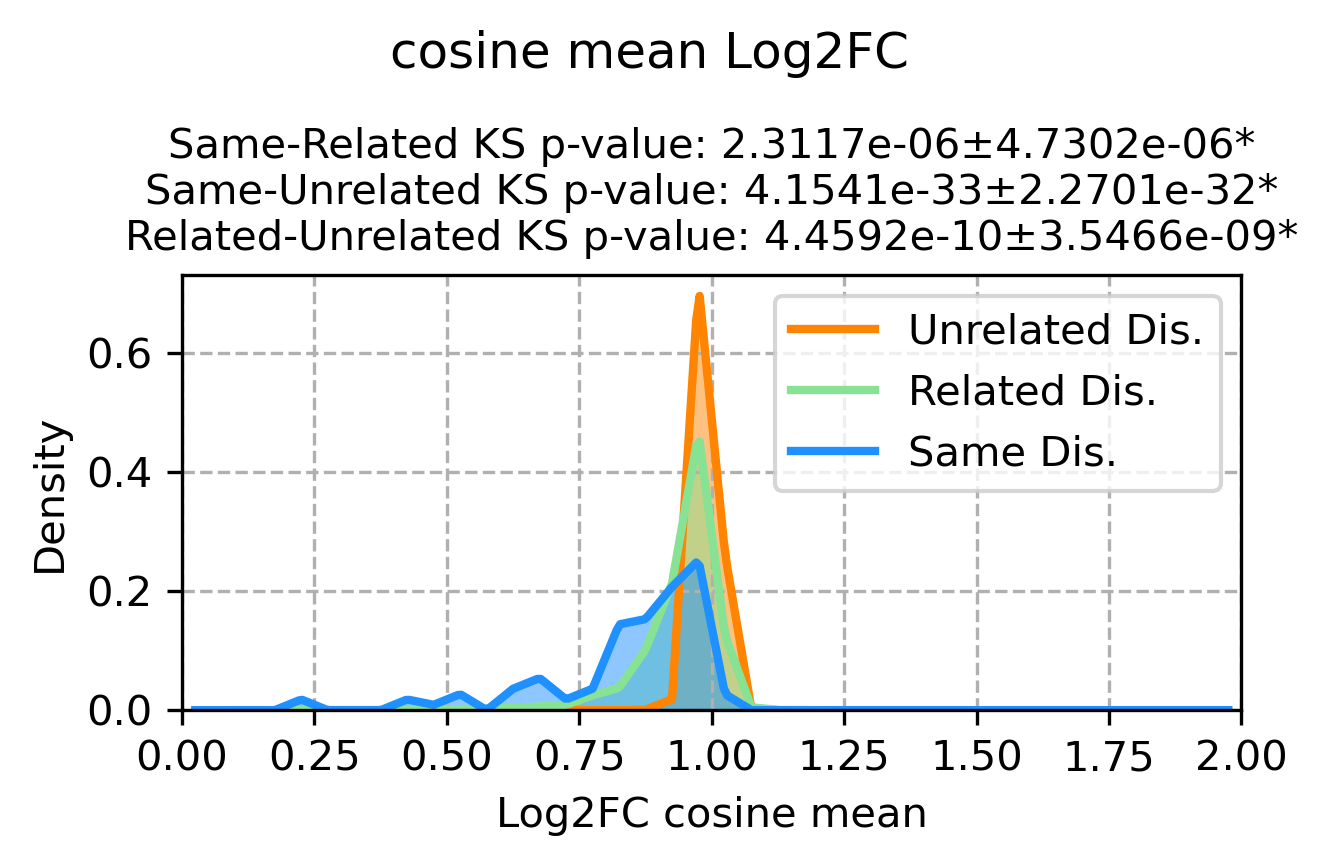 cosine mean Log2FC
Same-Related KS p-value: 2.3117e-06±4.7302e-06*
Same-Unrelated KS p-value: 4.1541e-33±2.2701e-32*
Related-Unrelated KS p-value: 4.4592e-10±3.5466e-09*
Unrelated Dis.
Related Dis.
Same Dis.
Density
0.6
0.4
0.2
0.0
0.00 0.25 0.50 0.75 1.00 1.25 1.50 1.75 2.00
Log2FC cosine mean